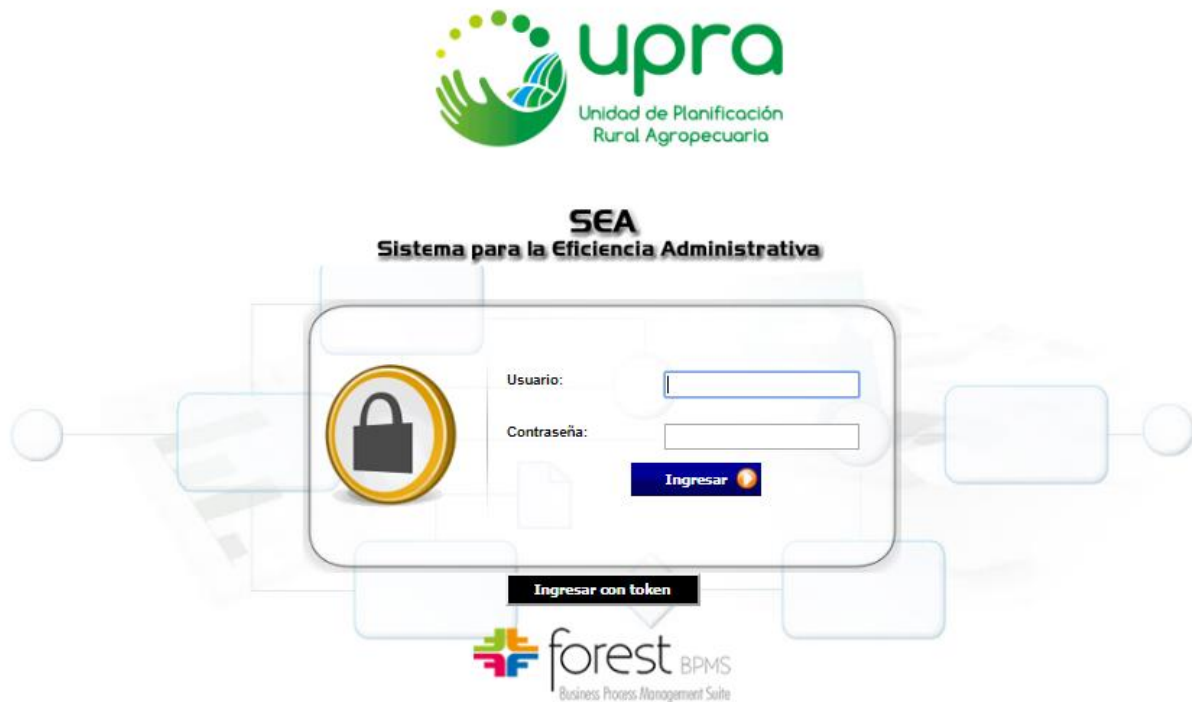 upra
Unidad de Planificación
Rural Agropecuaria
SEA
Sistema para la Eficiencia Administrativa
Usuario:
Contraseña:
Ingresar
Ingresar con token
forest BPMS
Business Process Management Suite